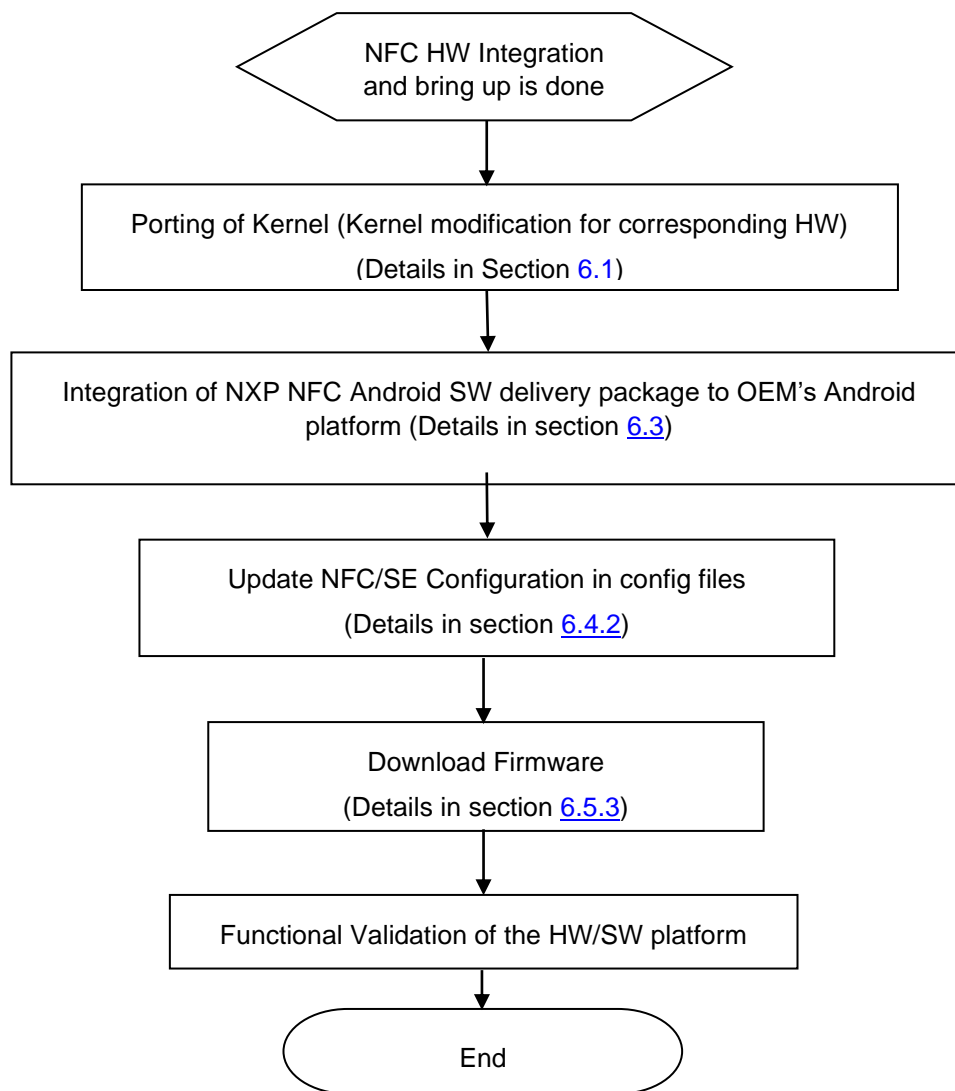 NFC HW Integration
and bring up is done
Porting of Kernel (Kernel modification for corresponding HW)
(Details in Section 6.1)
Integration of NXP NFC Android SW delivery package to OEM’s Android
platform (Details in section 6.3)
Update NFC/SE Configuration in config files
(Details in section 6.4.2)
Download Firmware
(Details in section 6.5.3)
Functional Validation of the HW/SW platform
End